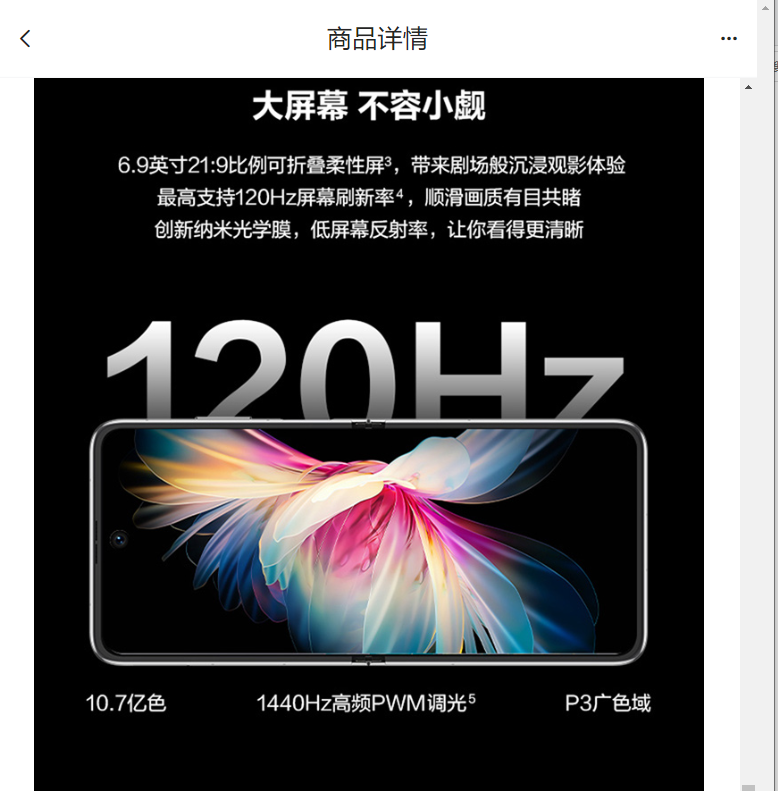 商品详情
大屏幕 不容小觑
6.9英寸21:9比例可折叠柔性屏³，带来剧场般沉浸观影体验
最高支持120Hz屏幕刷新率⁴，顺滑画质有目共睹
创新纳米光学膜，低屏幕反射率，让你看得更清晰
120Hz
10.7亿色
1440Hz高频PWM调光⁵
P3广色域